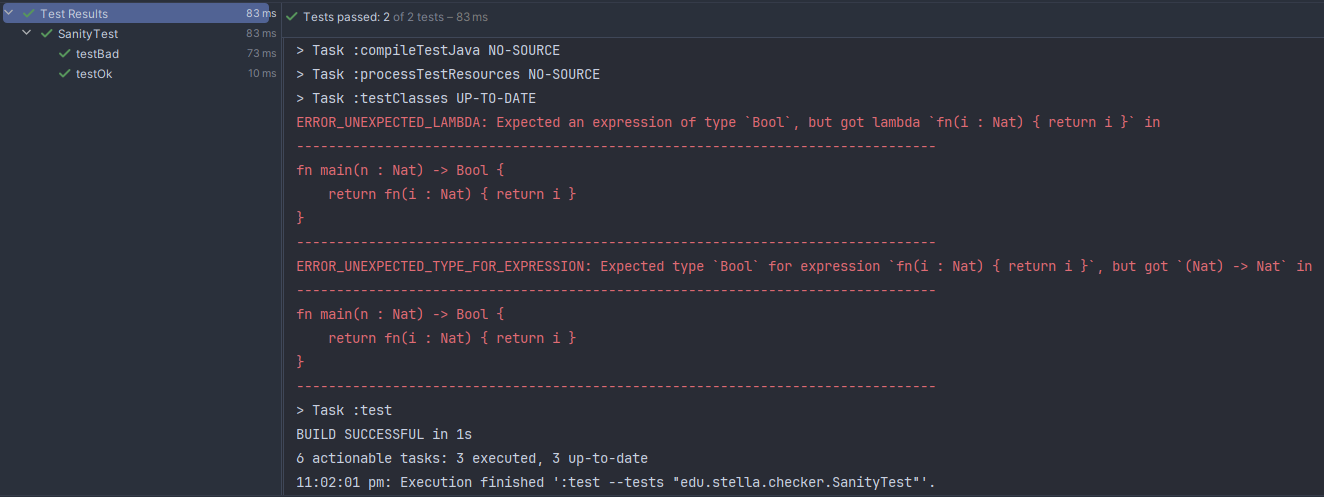 Test Results 83 ms
SanityTest 83 ms
testBad 73 ms
testOk 10 ms
Tests passed: 2 of 2 tests – 83 ms
> Task :compileTestJava NO-SOURCE
> Task :processTestResources NO-SOURCE
> Task :testClasses UP-TO-DATE
ERROR_UNEXPECTED_LAMBDA: Expected an expression of type `Bool`, but got lambda `fn(i : Nat) { return i }` in
--------------------------------------------------------------------------------
fn main(n : Nat) -> Bool {
    return fn(i : Nat) { return i }
}
--------------------------------------------------------------------------------
ERROR_UNEXPECTED_TYPE_FOR_EXPRESSION: Expected type `Bool` for expression `fn(i : Nat) { return i }`, but got `(Nat) -> Nat` in
--------------------------------------------------------------------------------
fn main(n : Nat) -> Bool {
    return fn(i : Nat) { return i }
}
--------------------------------------------------------------------------------
> Task :test
BUILD SUCCESSFUL in 1s
6 actionable tasks: 3 executed, 3 up-to-date
11:02:01 pm: Execution finished ':test --tests "edu.stella.checker.SanityTest"'.